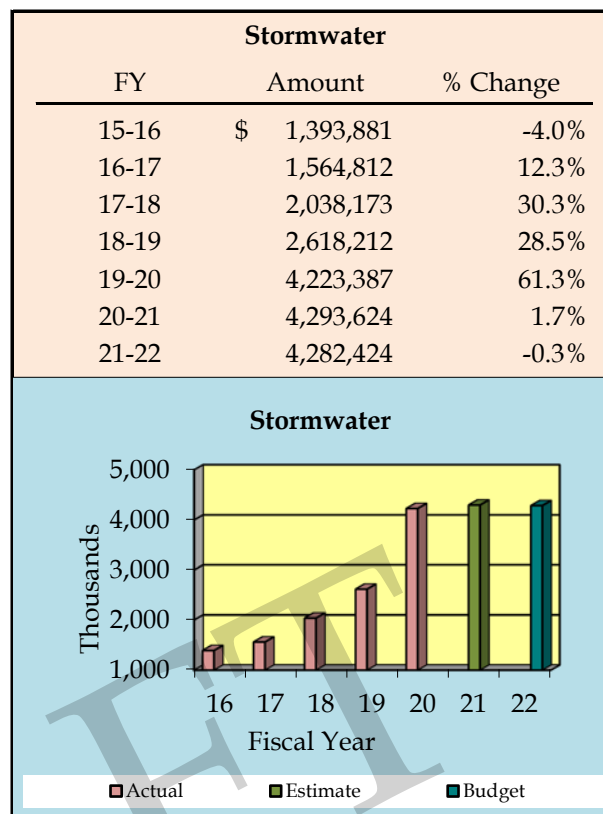 Stormwater
FY Amount % Change
15-16 $ 1,393,881 -4.0%
16-17 1,564,812 12.3%
17-18 2,038,173 30.3%
18-19 2,618,212 28.5%
19-20 4,223,387 61.3%
20-21 4,293,624 1.7%
21-22 4,282,424 -0.3%
Stormwater
5,000
4,000
3,000
2,000
1,000
Thousands
16 17 18 19 20 21 22
Fiscal Year
Actual Estimate Budget
FT